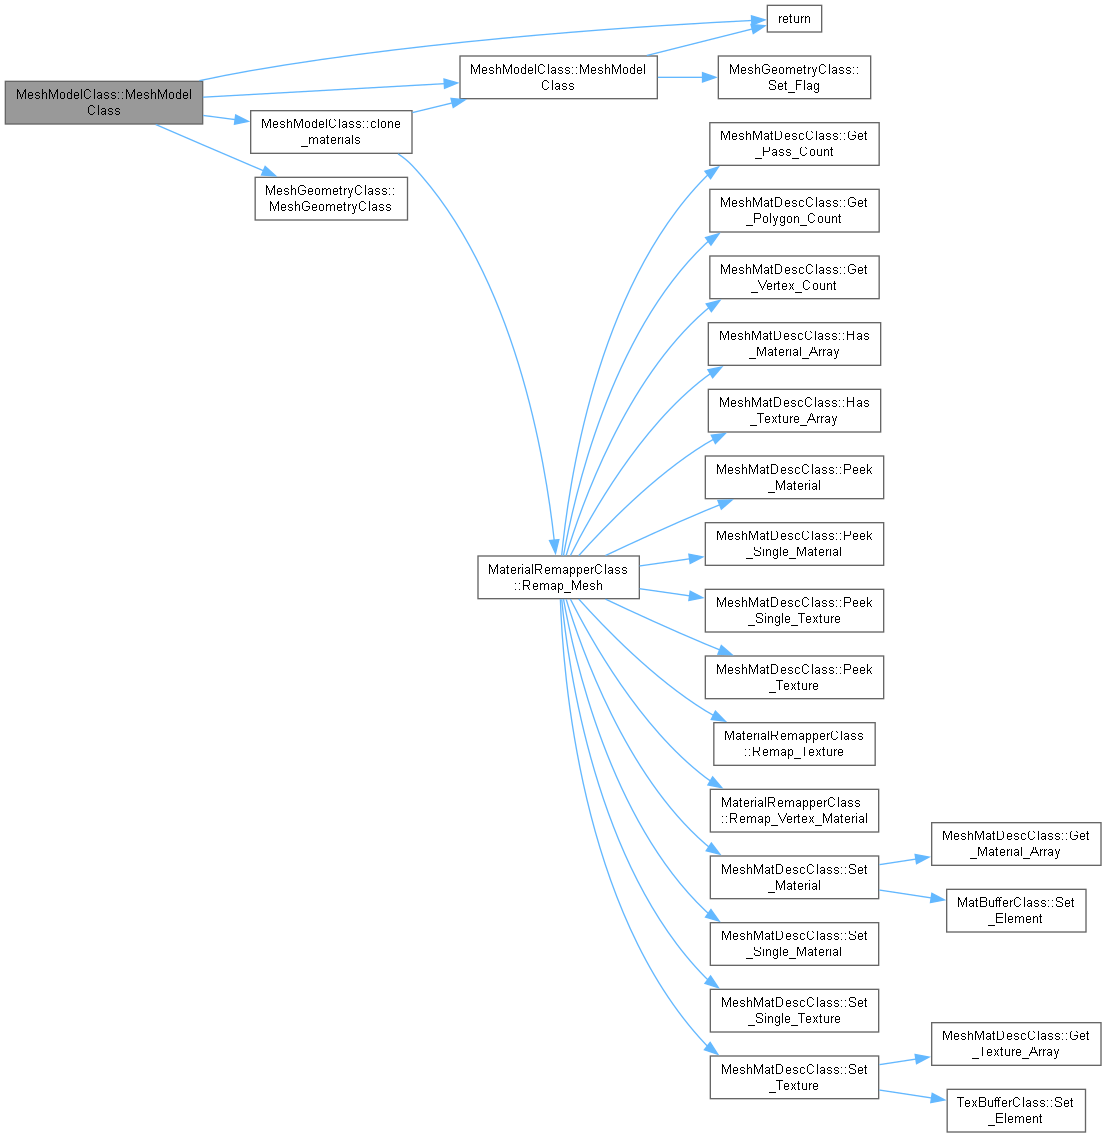 return
MeshModelClass::MeshModel
Class
MeshGeometryClass::
Set_Flag
MeshModelClass::MeshModel
Class
MeshModelClass::clone
_materials
MeshGeometryClass::
MeshGeometryClass
MeshMatDescClass::Get
_Pass_Count
MeshMatDescClass::Get
_Polygon_Count
MeshMatDescClass::Get
_Vertex_Count
MeshMatDescClass::Has
_Material_Array
MeshMatDescClass::Has
_Texture_Array
MeshMatDescClass::Peek
_Material
MeshMatDescClass::Peek
_Single_Material
MaterialRemapperClass
::Remap_Mesh
MeshMatDescClass::Peek
_Single_Texture
MeshMatDescClass::Peek
_Texture
MaterialRemapperClass
::Remap_Texture
MaterialRemapperClass
::Remap_Vertex_Material
MeshMatDescClass::Set
_Material
MeshMatDescClass::Get
_Material_Array
MatBufferClass::Set
_Element
MeshMatDescClass::Set
_Single_Material
MeshMatDescClass::Set
_Single_Texture
MeshMatDescClass::Set
_Texture
MeshMatDescClass::Get
_Texture_Array
TexBufferClass::Set
_Element